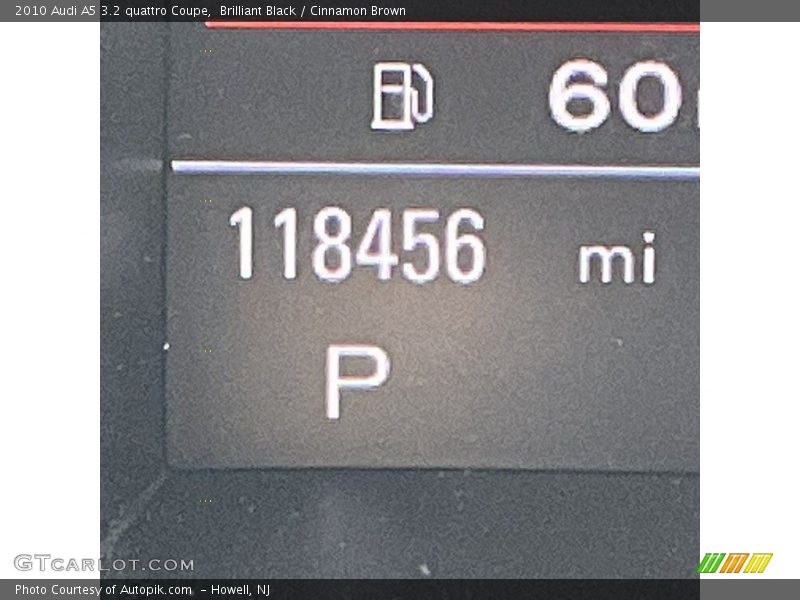 2010 Audi A5 3.2 quattro Coupe,  Brilliant Black / Cinnamon Brown
60
118456 mi
P
GTCARLOT.COM
Photo Courtesy of Autopik.com  - Howell, NJ